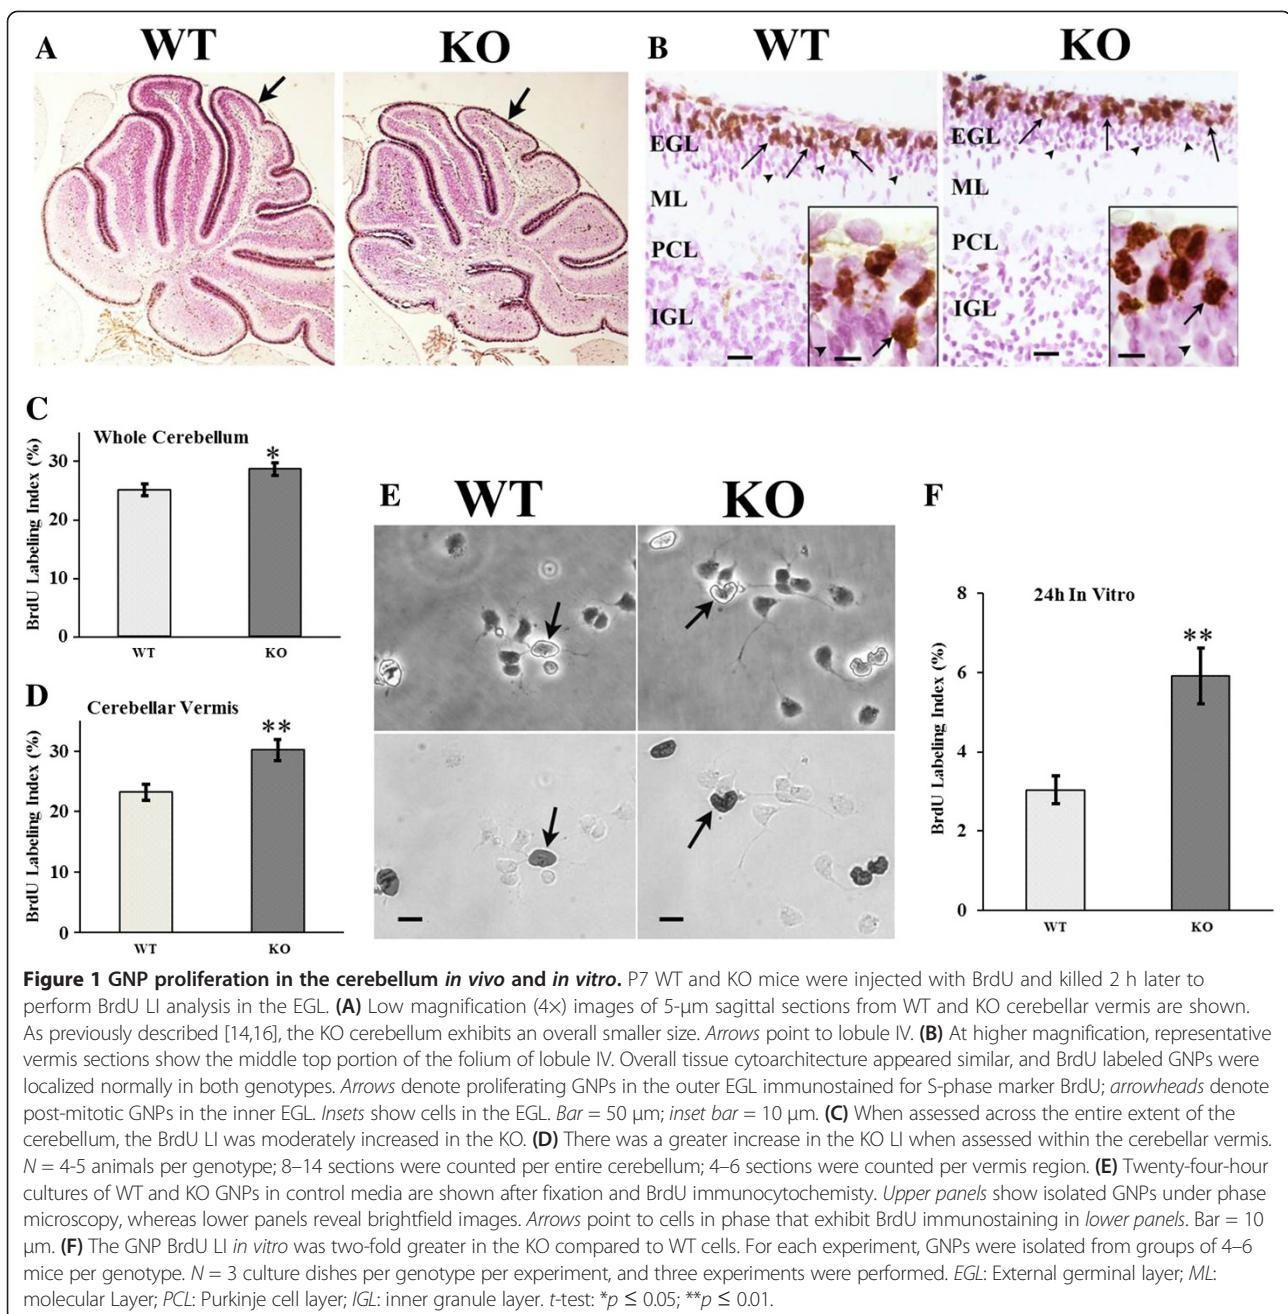 A
WT
KO
B
WT
KO
EGL
ML
PCL
IGL
EGL
ML
PCL
IGL
C
Whole Cerebellum
*
BrdU Labeling Index (%)
30
20
10
0
WT
KO
D
Cerebellar Vermis
**
BrdU Labeling Index (%)
30
20
10
0
WT
KO
E
WT
KO
F
24h In Vitro
**
BrdU Labeling Index (%)
8
6
4
2
0
WT
KO
Figure 1 GNP proliferation in the cerebellum in vivo and in vitro. P7 WT and KO mice were injected with BrdU and killed 2 h later to
perform BrdU LI analysis in the EGL. (A) Low magnification (4×) images of 5-μm sagittal sections from WT and KO cerebellar vermis are shown.
As previously described [14,16], the KO cerebellum exhibits an overall smaller size. Arrows point to lobule IV. (B) At higher magnification, representative
vermis sections show the middle top portion of the folium of lobule IV. Overall tissue cytoarchitecture appeared similar, and BrdU labeled GNPs were
localized normally in both genotypes. Arrows denote proliferating GNPs in the outer EGL immunostained for S-phase marker BrdU; arrowheads denote
post-mitotic GNPs in the inner EGL. Insets show cells in the EGL. Bar = 50 μm; inset bar = 10 μm. (C) When assessed across the entire extent of the
cerebellum, the BrdU LI was moderately increased in the KO. (D) There was a greater increase in the KO LI when assessed within the cerebellar vermis.
N = 4-5 animals per genotype; 8–14 sections were counted per entire cerebellum; 4–6 sections were counted per vermis region. (E) Twenty-four-hour
cultures of WT and KO GNPs in control media are shown after fixation and BrdU immunocytochemisty. Upper panels show isolated GNPs under phase
microscopy, whereas lower panels reveal brightfield images. Arrows point to cells in phase that exhibit BrdU immunostaining in lower panels. Bar = 10
μm. (F) The GNP BrdU LI in vitro was two-fold greater in the KO compared to WT cells. For each experiment, GNPs were isolated from groups of 4–6
mice per genotype. N = 3 culture dishes per genotype per experiment, and three experiments were performed. EGL: External germinal layer; ML:
molecular Layer; PCL: Purkinje cell layer; IGL: inner granule layer. t-test: *p ≤ 0.05; **p ≤ 0.01.